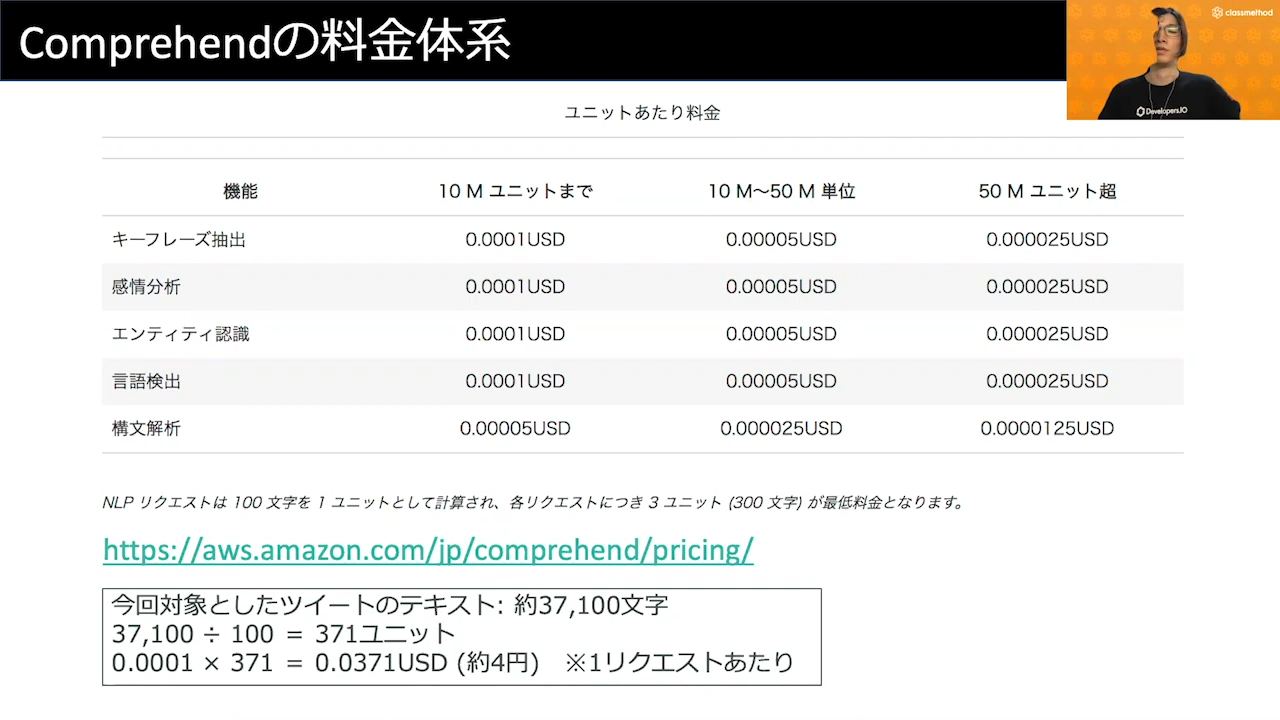 Comprehendの料金体系
classmethod
Developers.IO
ユニットあたり料金
機能 10 M ユニットまで 10 M〜50 M 単位 50 M ユニット超
キーフレーズ抽出 0.0001USD 0.00005USD 0.000025USD
感情分析 0.0001USD 0.00005USD 0.000025USD
エンティティ認識 0.0001USD 0.00005USD 0.000025USD
言語検出 0.0001USD 0.00005USD 0.000025USD
構文解析 0.00005USD 0.000025USD 0.0000125USD
NLP リクエストは 100 文字を 1 ユニットとして計算され、各リクエストにつき 3 ユニット (300 文字) が最低料金となります。
https://aws.amazon.com/jp/comprehend/pricing/
今回対象としたツイートのテキスト: 約37,100文字
37,100 ÷ 100 = 371ユニット
0.0001 × 371 = 0.0371USD (約4円) ※1リクエストあたり